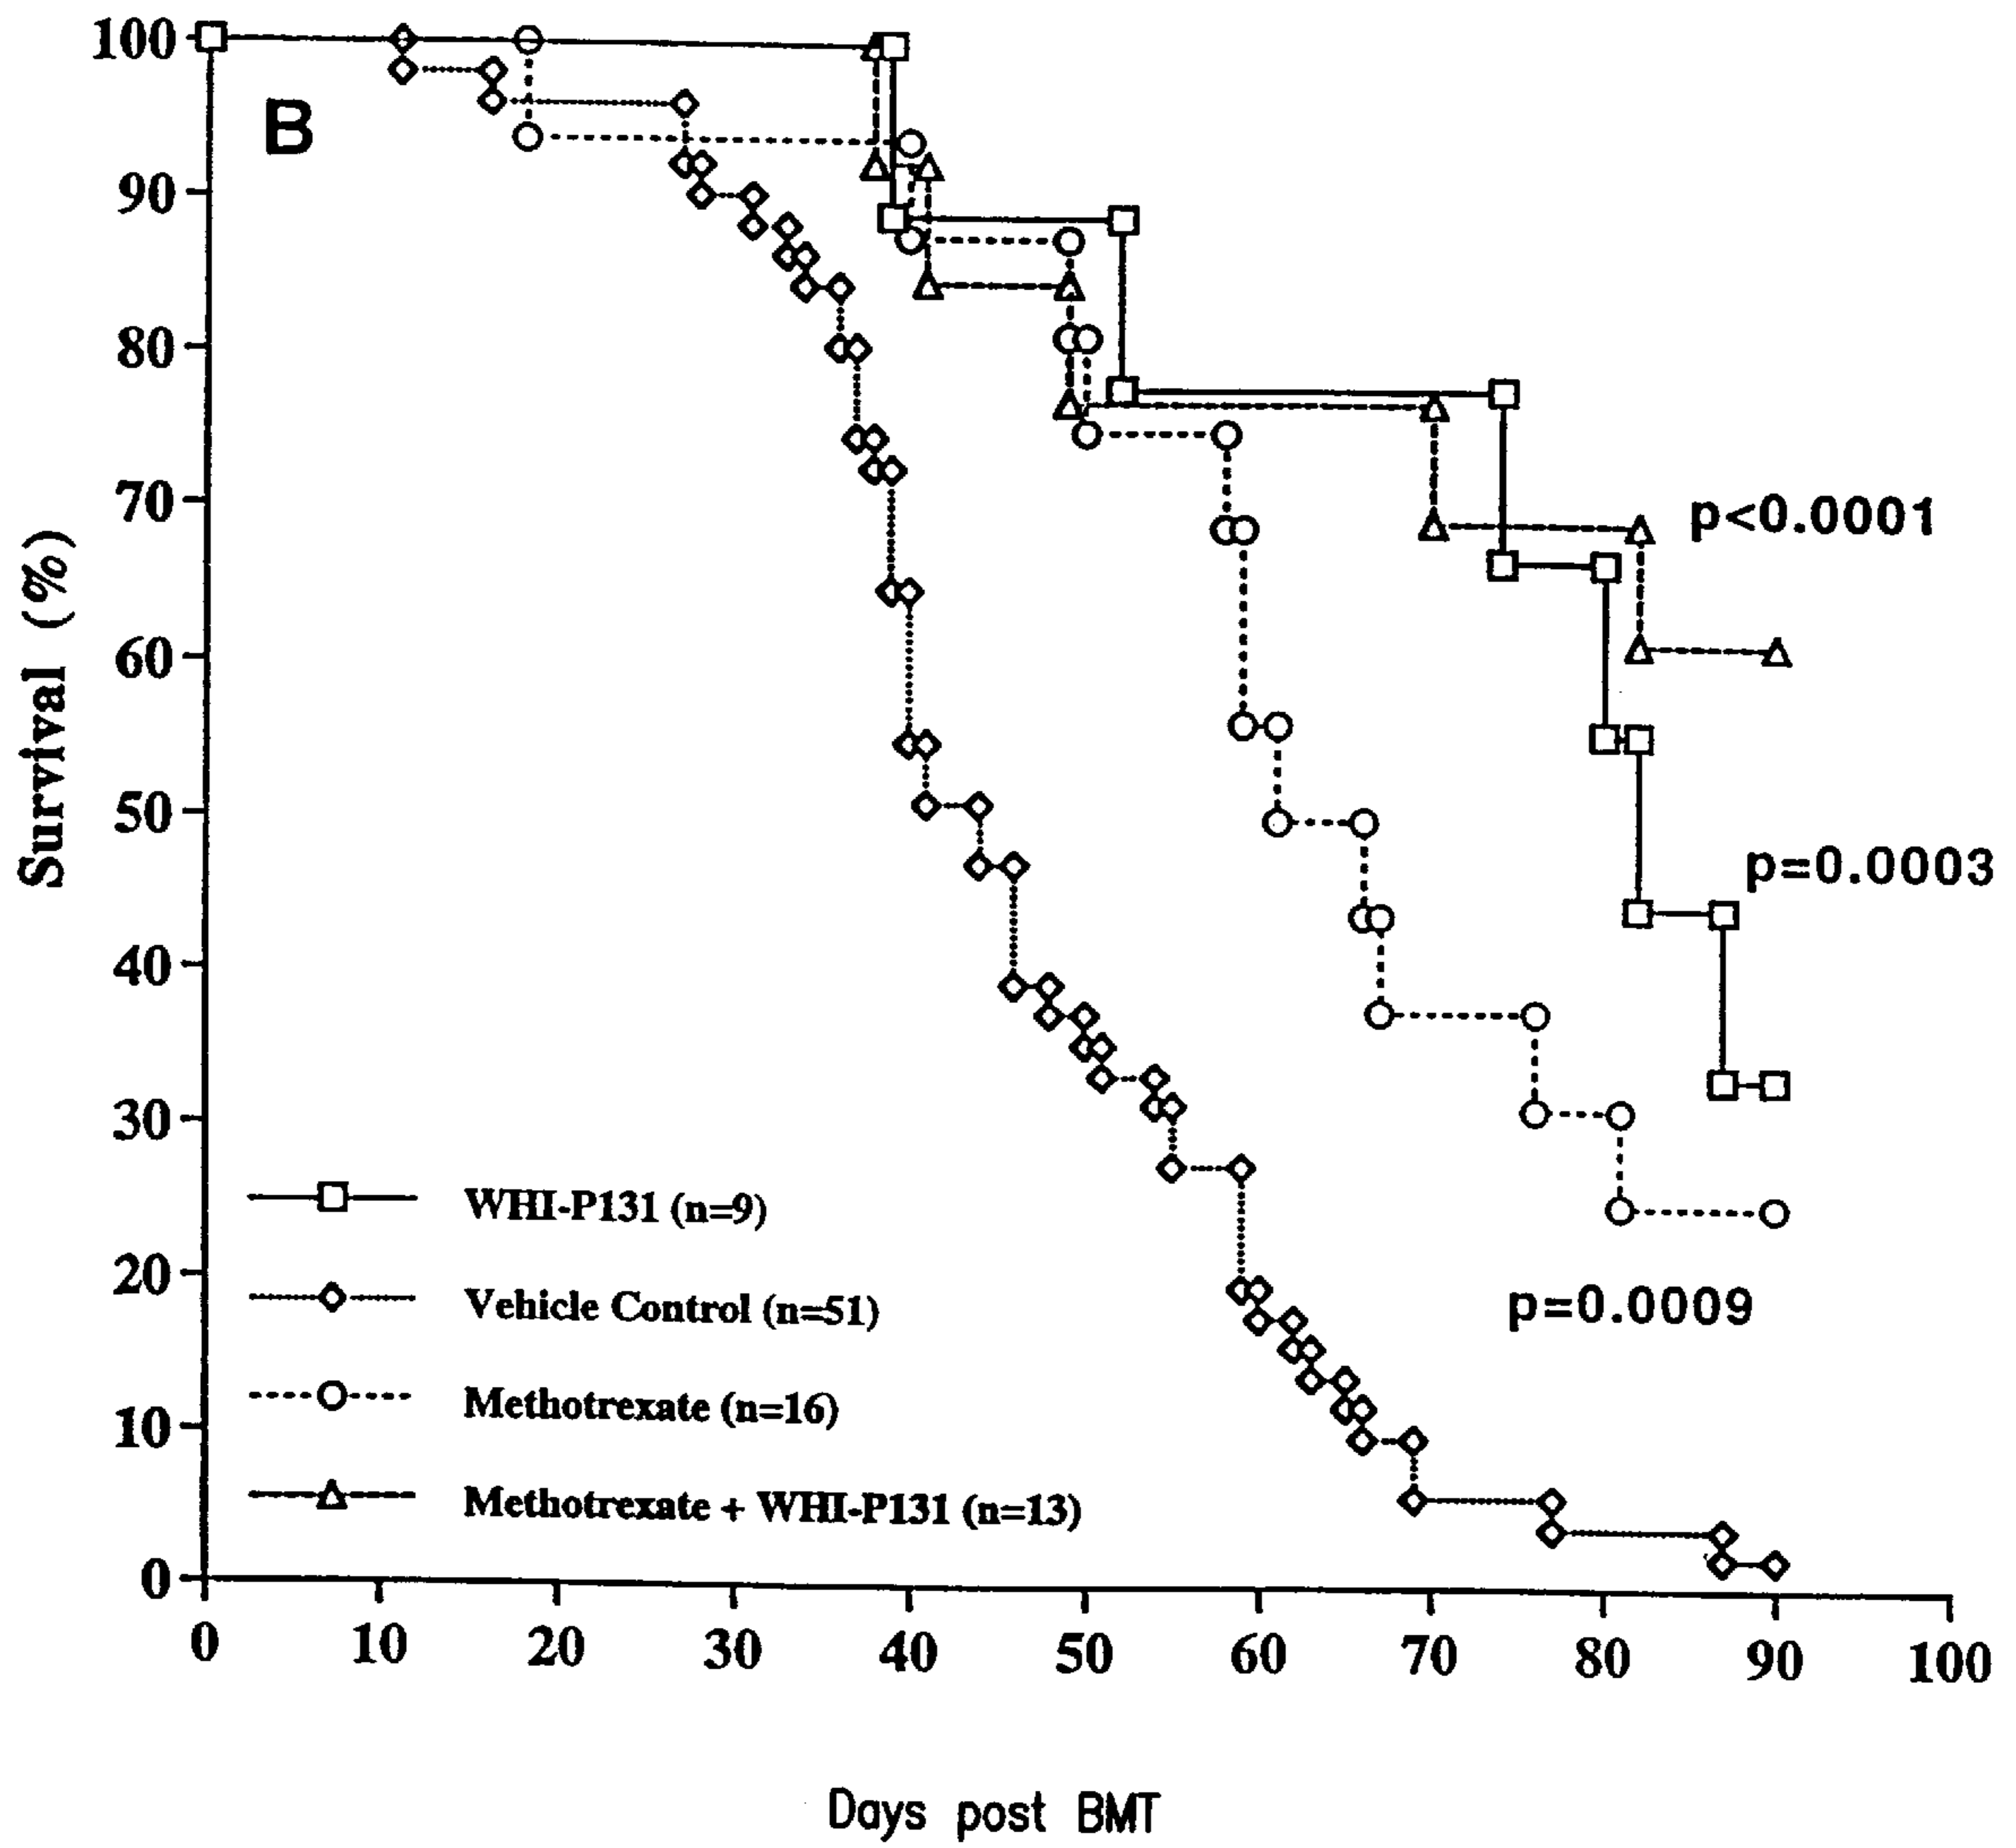 B
Survival (%)
100
90
80
70
60
50
40
30
20
10
0
p<0.0001
p=0.0003
p=0.0009
WHI-P131 (n=9)
Vehicle Control (n=51)
Methotrexate (n=16)
Methotrexate + WHI-P131 (n=13)
0 10 20 30 40 50 60 70 80 90 100
Days post BMT